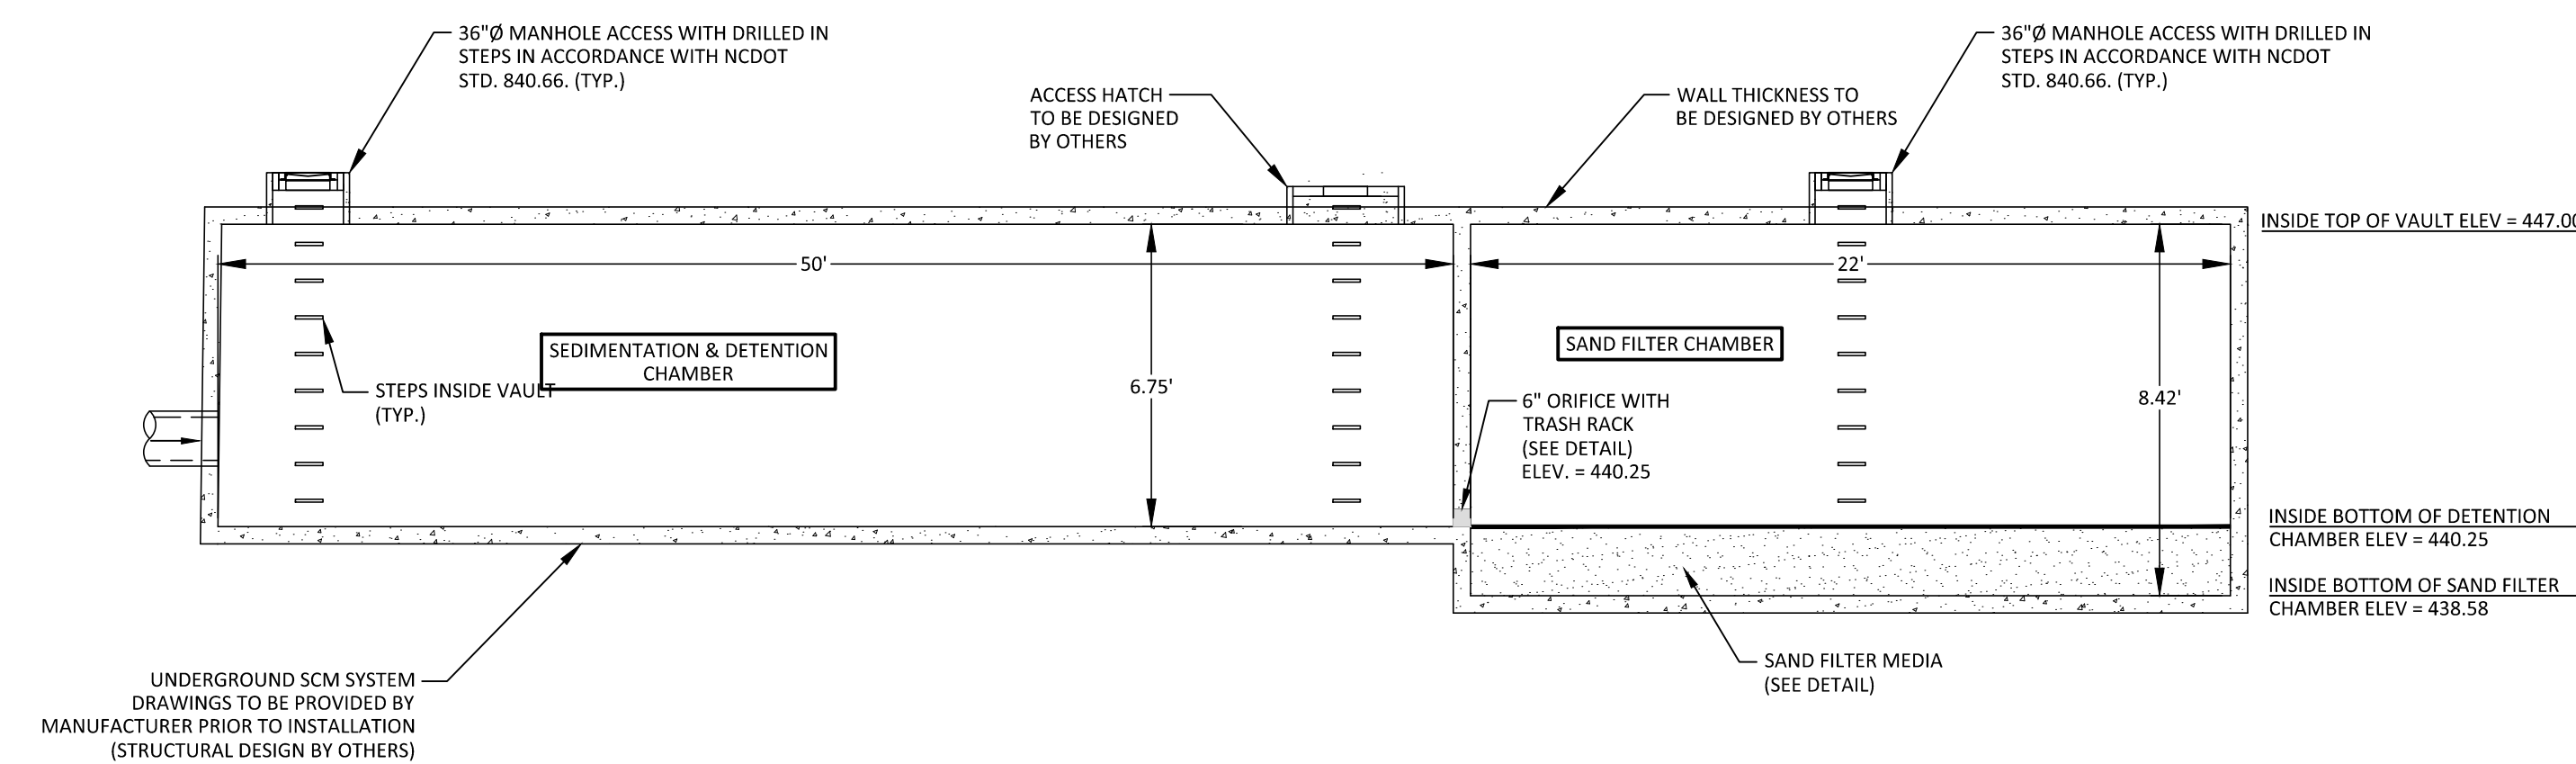 36"Ø MANHOLE ACCESS WITH DRILLED IN
STEPS IN ACCORDANCE WITH NCDOT
STD. 840.66. (TYP.)
ACCESS HATCH
TO BE DESIGNED
BY OTHERS
WALL THICKNESS TO
BE DESIGNED BY OTHERS
36"Ø MANHOLE ACCESS WITH DRILLED IN
STEPS IN ACCORDANCE WITH NCDOT
STD. 840.66. (TYP.)
INSIDE TOP OF VAULT ELEV = 447.00
50'
22'
SEDIMENTATION & DETENTION
CHAMBER
SAND FILTER CHAMBER
STEPS INSIDE VAULT
(TYP.)
6.75'
6" ORIFICE WITH
TRASH RACK
(SEE DETAIL)
ELEV. = 440.25
8.42'
INSIDE BOTTOM OF DETENTION
CHAMBER ELEV = 440.25
INSIDE BOTTOM OF SAND FILTER
CHAMBER ELEV = 438.58
UNDERGROUND SCM SYSTEM
DRAWINGS TO BE PROVIDED BY
MANUFACTURER PRIOR TO INSTALLATION
(STRUCTURAL DESIGN BY OTHERS)
SAND FILTER MEDIA
(SEE DETAIL)